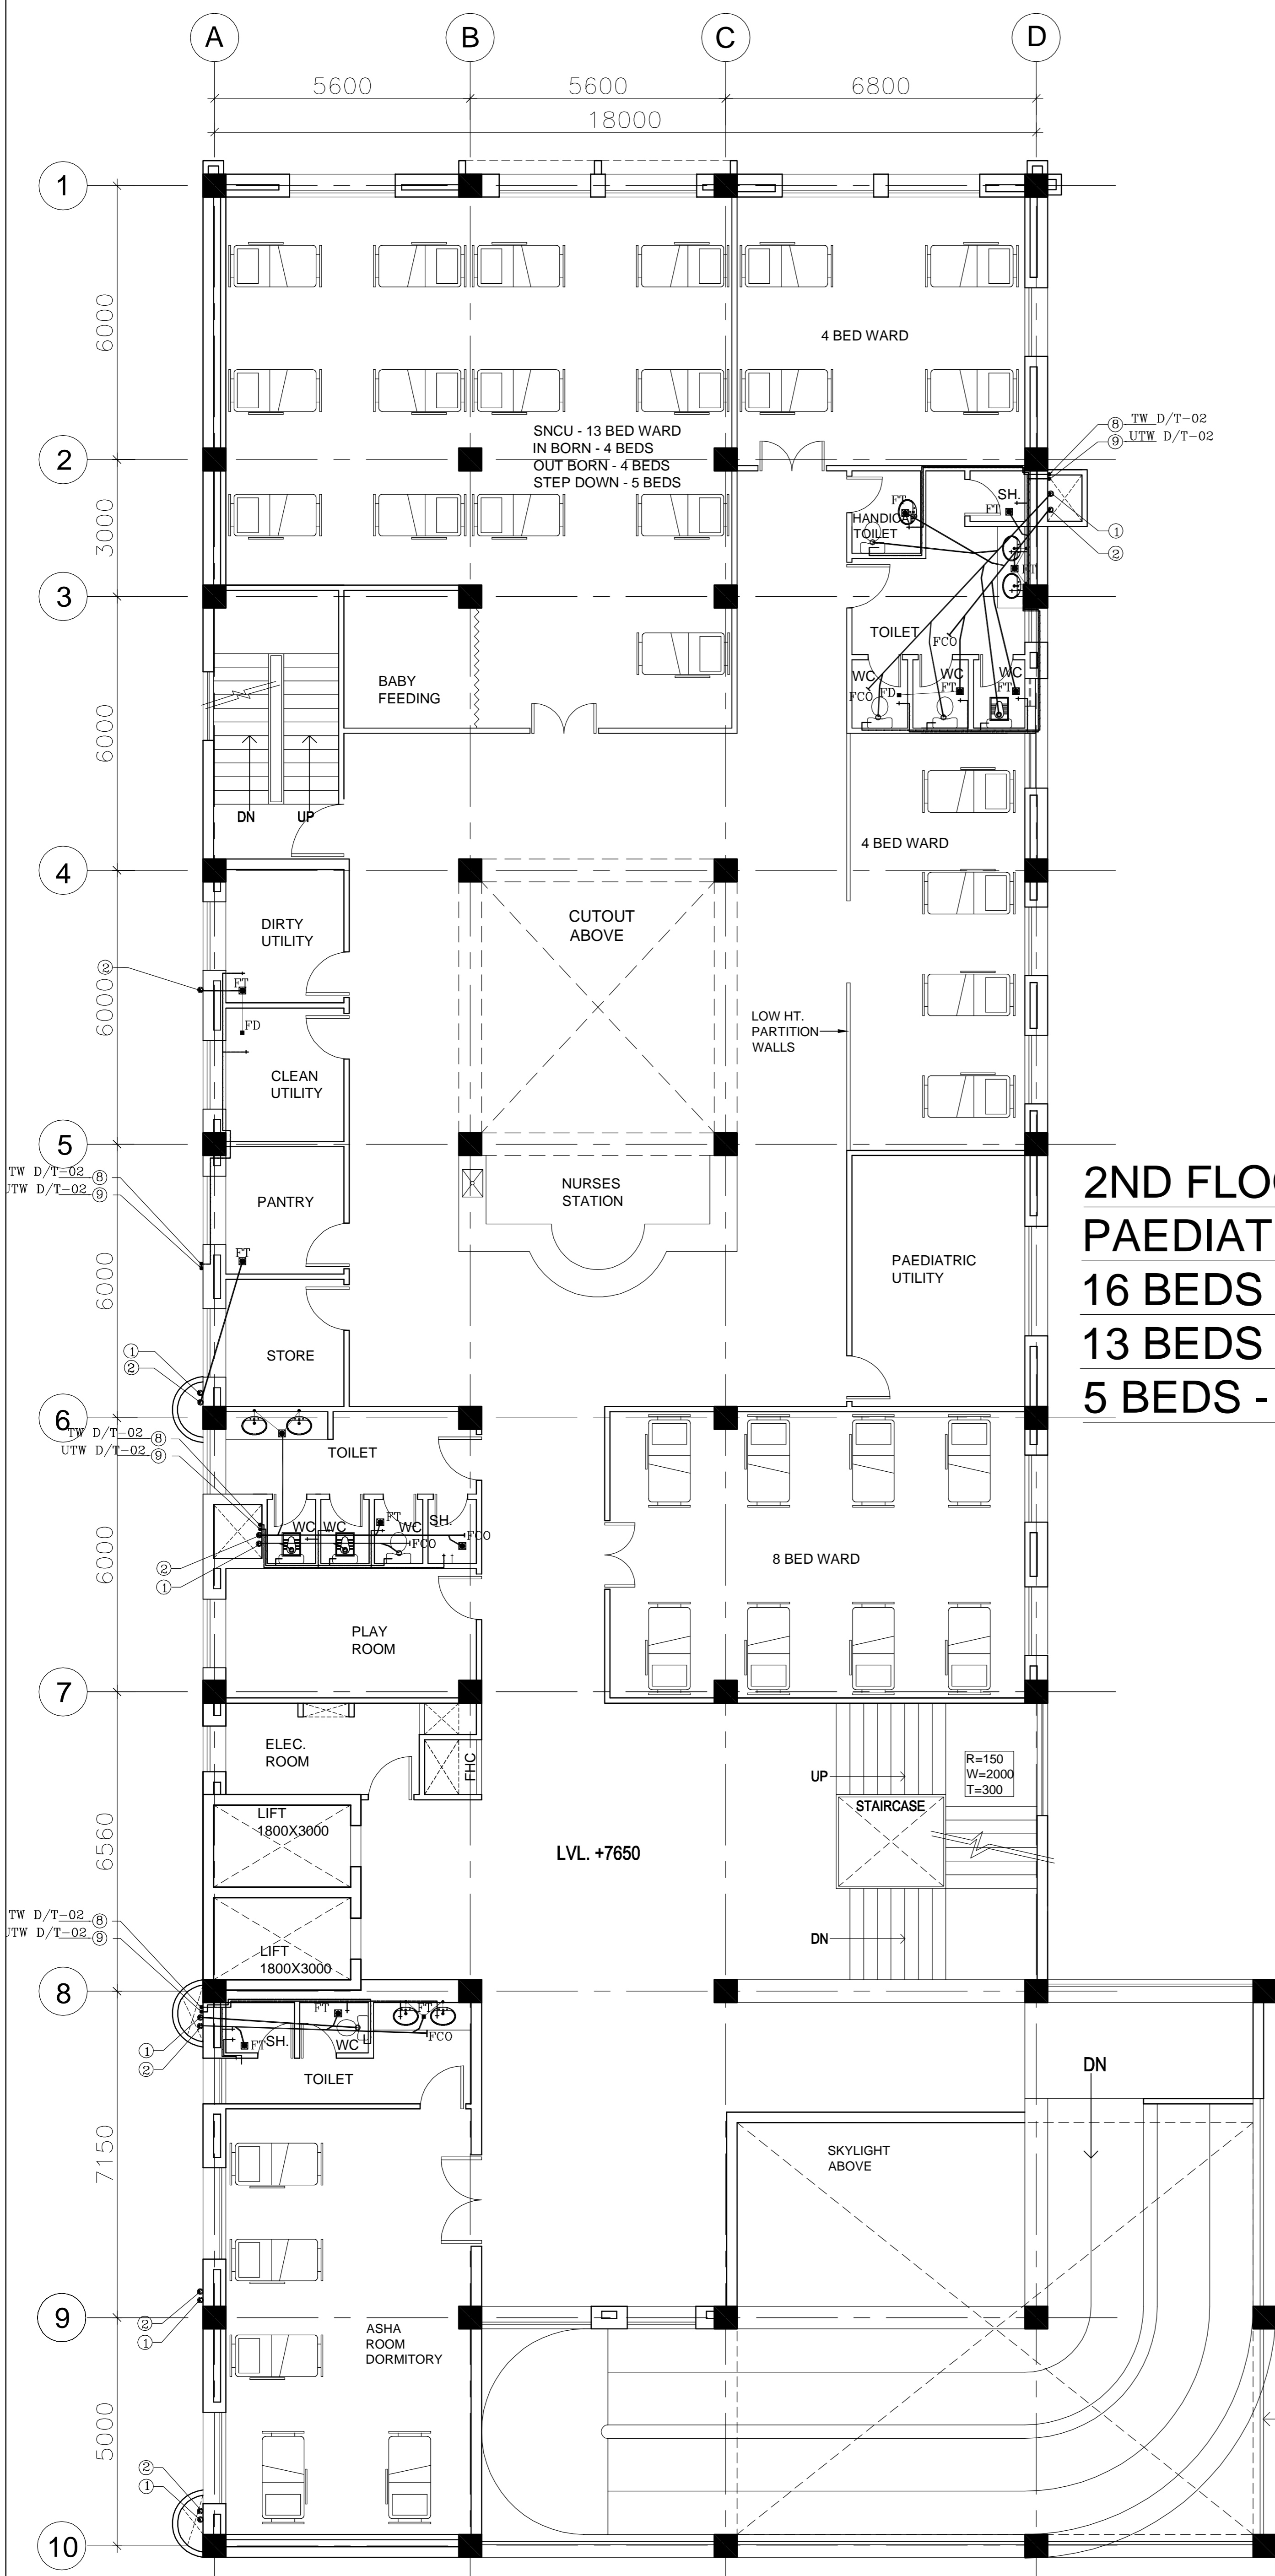 A
B
C
D
5600
5600
6800
18000
1
6000
4 BED WARD
SNCU - 13 BED WARD
IN BORN - 4 BEDS
OUT BORN - 4 BEDS
STEP DOWN - 5 BEDS
8 TW D/T-02
9 UTW D/T-02
2
3000
FT
HANDICAP
TOILET
SH.
FT
1
2
FT
3
TOILET
FCO
WC
WC
WC
FCO
FD
FT
FT
BABY
FEEDING
6000
DN
UP
4 BED WARD
4
DIRTY
UTILITY
CUTOUT
ABOVE
2
FT
6000
FD
LOW HT.
PARTITION
WALLS
CLEAN
UTILITY
5
TW D/T-02 8
UTW D/T-02 9
PANTRY
NURSES
STATION
2ND FLOO
PAEDIAT
16 BEDS
13 BEDS
5 BEDS -
FT
6000
PAEDIATRIC
UTILITY
STORE
1
2
6
TW D/T-02 8
UTW D/T-02 9
TOILET
FT
WC
WC
WC
SH.
FCO
FCO
2
1
6000
8 BED WARD
PLAY
ROOM
7
ELEC.
ROOM
FHC
UP
R=150
W=2000
T=300
STAIRCASE
LIFT
1800X3000
6560
LVL. +7650
TW D/T-02 8
UTW D/T-02 9
DN
LIFT
1800X3000
8
FT
FT
FCO
1
2
FT
SH.
WC
TOILET
DN
7150
SKYLIGHT
ABOVE
2
1
9
ASHA
ROOM
DORMITORY
5000
2
1
10